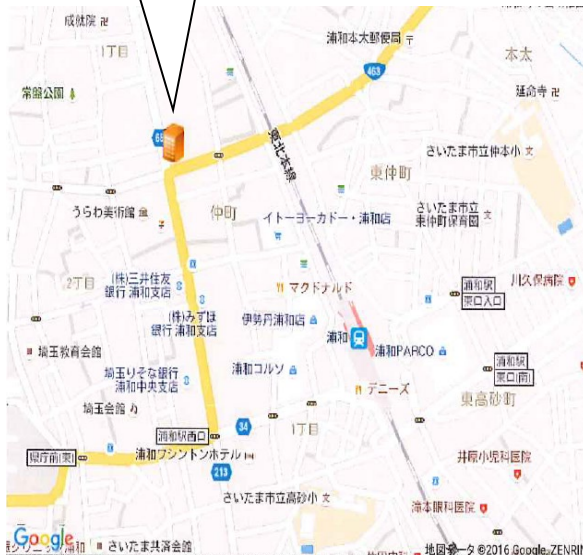 成就院
1丁目
浦和本太郵便局
本太
463
常盤公園
延命寺
さいたま市立仲本小
東北本線
東仲町
うらわ美術館
仲町
イトーヨーカドー・浦和店
さいたま市立
東仲町保育園
2丁目
(株)三井住友
銀行 浦和支店
マクドナルド
浦和駅
東口入口
川久保病院
(株)みずほ
銀行 浦和支店
伊勢丹浦和店
浦和
浦和PARCO
埼玉教育会館
浦和駅
東口(南)
埼玉りそな銀行
浦和中央支店
浦和コルソ
デニーズ
東高砂町
埼玉会館
34
1丁目
浦和駅西口
県庁前(東)
浦和ワシントンホテル
213
井原小児科医院
さいたま市立高砂小
滝本眼科医院
Google
さいたま共済会館
地図データ ©2016 Google, ZENRI